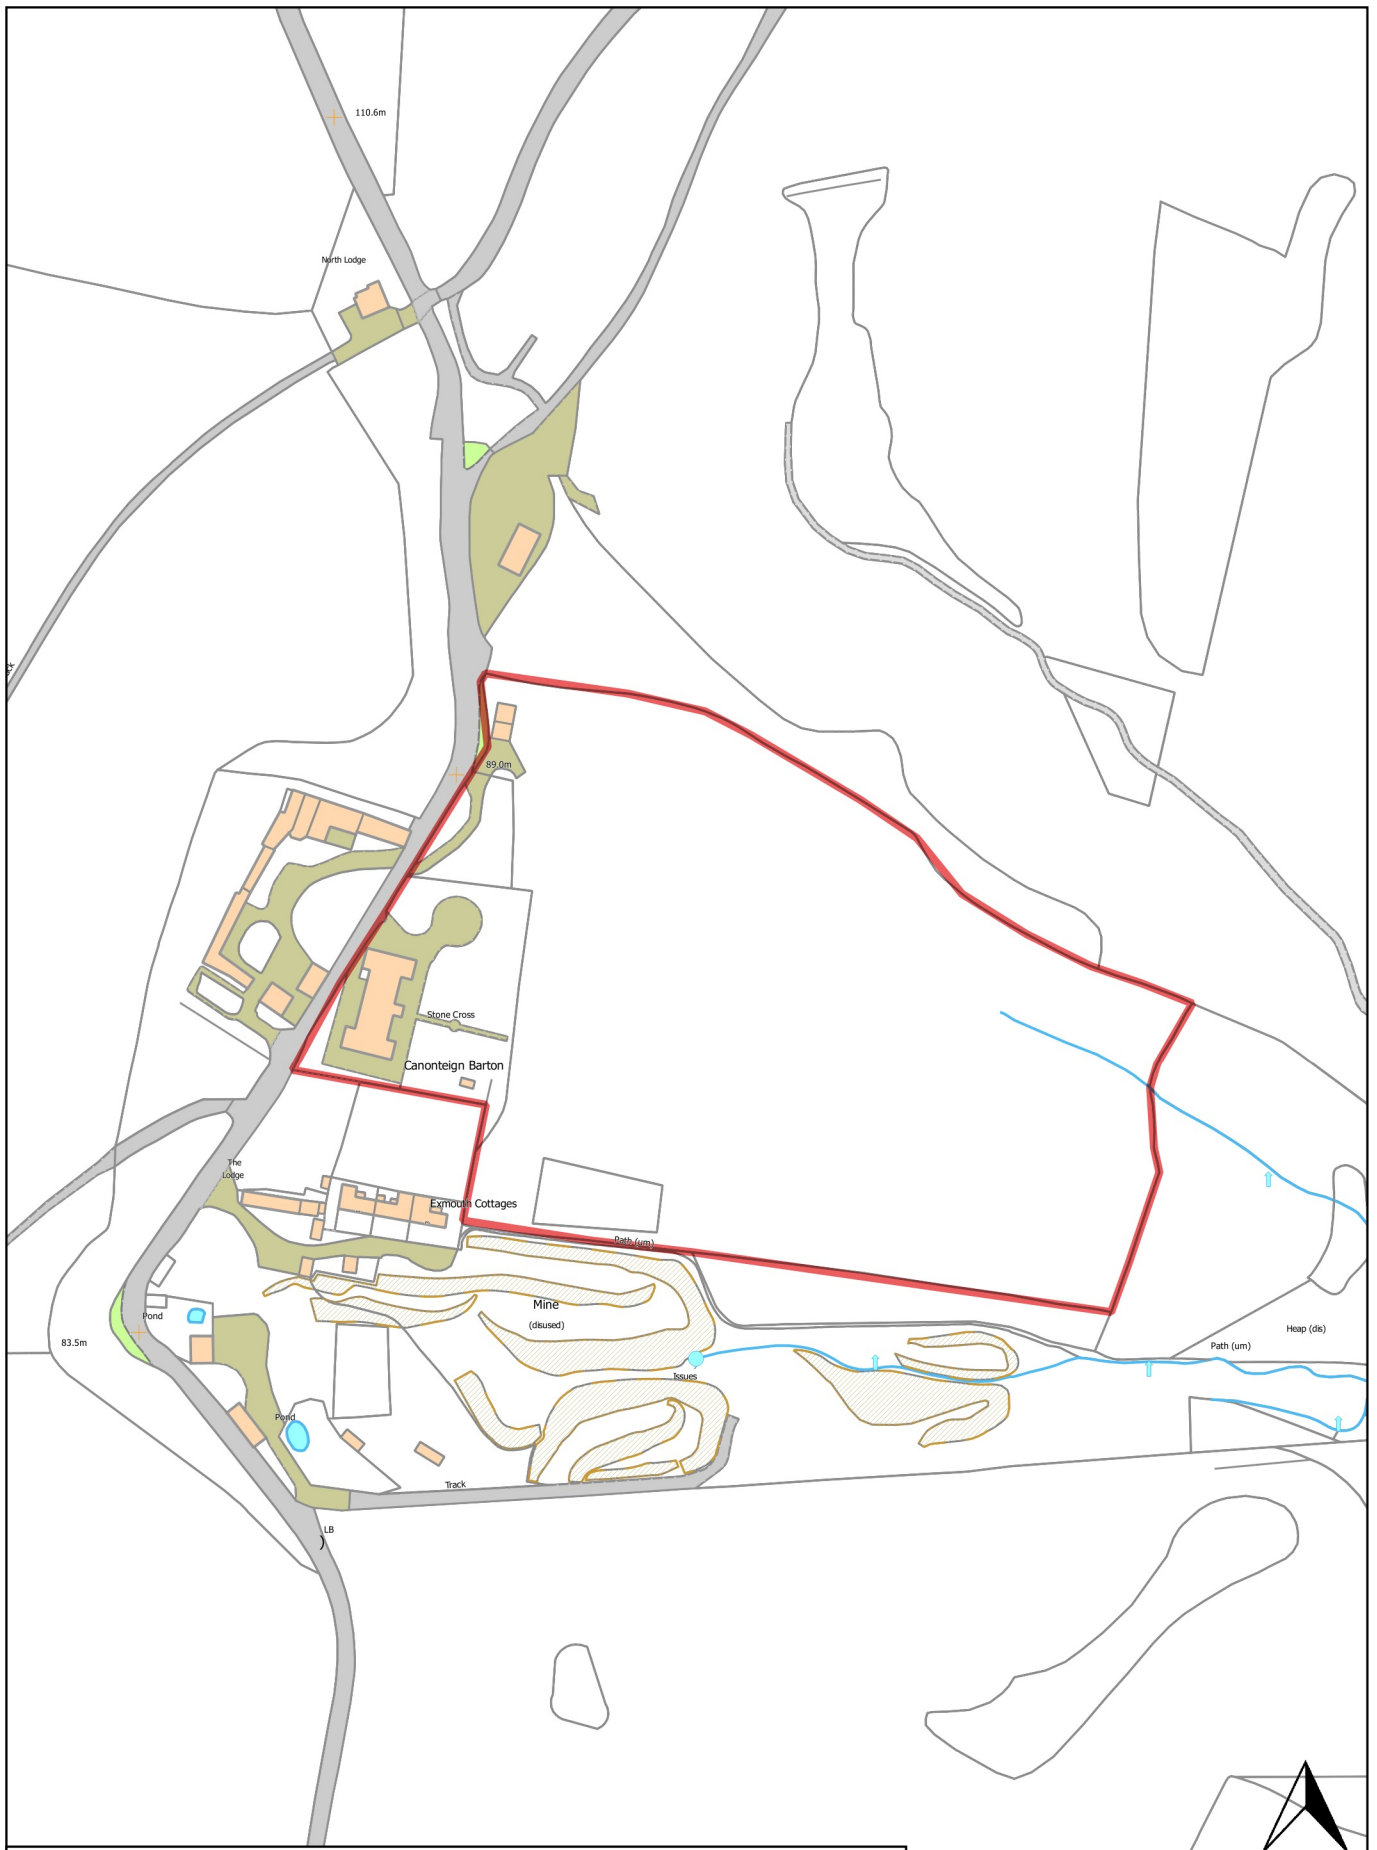 110.6m
North Lodge
89.0m
Stone Cross
Canonteign Barton
The
Lodge
Exmouth Cottages
Path (um)
Mine
(disused)
Pond
83.5m
Heap (dis)
Path (um)
Issues
Pond
Track
LB